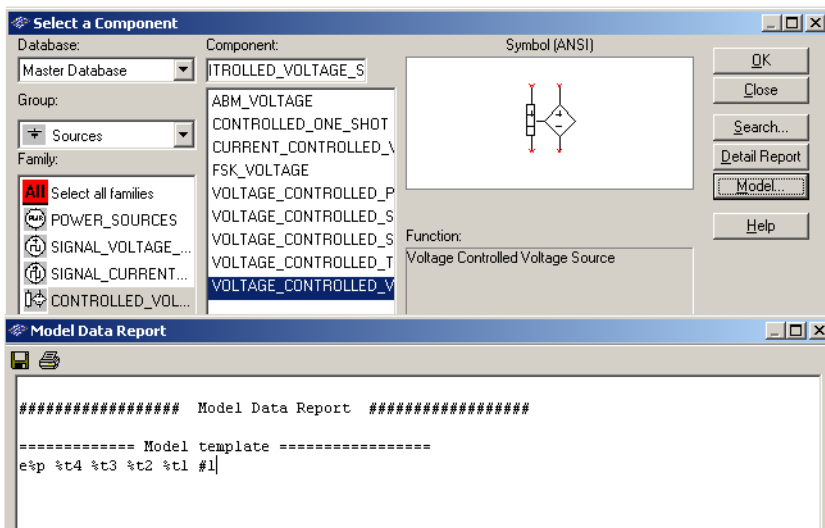 Select a Component
Database:
Master Database
Group:
Sources
Family:
All Select all families
POWER_SOURCES
SIGNAL_VOLTAGE_...
SIGNAL_CURRENT...
CONTROLLED_VOL...
Component:
ITROLLED_VOLTAGE_S
ABM_VOLTAGE
CONTROLLED_ONE_SHOT
CURRENT_CONTROLLED_V
FSK_VOLTAGE
VOLTAGE_CONTROLLED_P
VOLTAGE_CONTROLLED_S
VOLTAGE_CONTROLLED_S
VOLTAGE_CONTROLLED_T
VOLTAGE_CONTROLLED_V
Symbol (ANSI)
Function:
Voltage Controlled Voltage Source
OK
Close
Search...
Detail Report
Model...
Help
Model Data Report
################## Model Data Report ##################
============= Model template =================
e%p %t4 %t3 %t2 %t1 #1